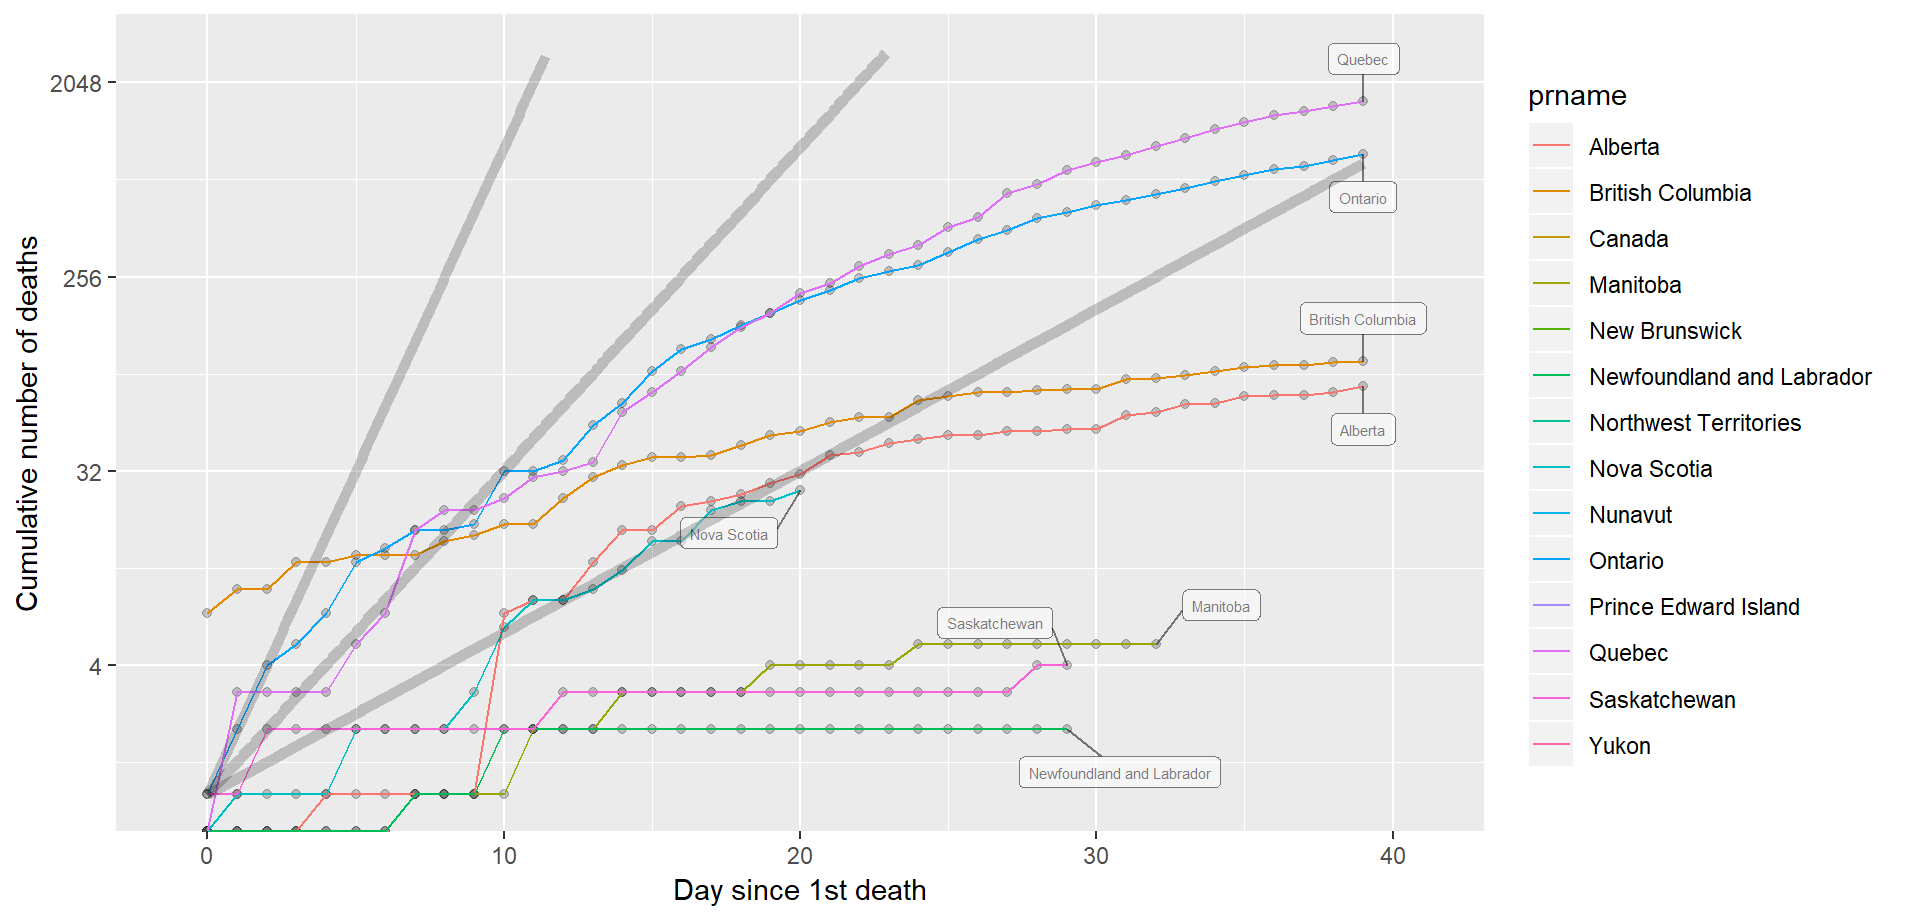 Cumulative number of deaths
2048
256
32
4
0
10
20
30
40
Day since 1st death
Quebec
Ontario
British Columbia
Alberta
Nova Scotia
Manitoba
Saskatchewan
Newfoundland and Labrador
prname
Alberta
British Columbia
Canada
Manitoba
New Brunswick
Newfoundland and Labrador
Northwest Territories
Nova Scotia
Nunavut
Ontario
Prince Edward Island
Quebec
Saskatchewan
Yukon